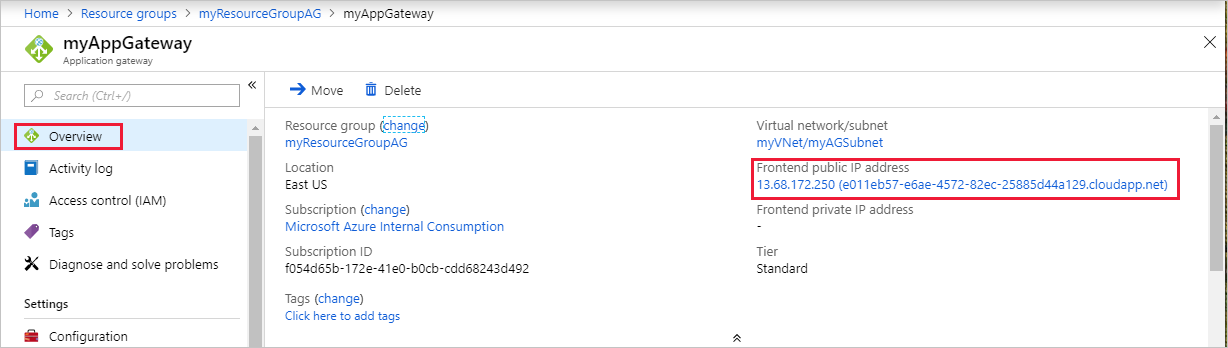 Home > Resource groups > myResourceGroupAG > myAppGateway
myAppGateway
Application gateway
Search (Ctrl+/)
Overview
Activity log
Access control (IAM)
Tags
Diagnose and solve problems
Settings
Configuration
Move Delete
Resource group (change)
myResourceGroupAG
Location
East US
Subscription (change)
Microsoft Azure Internal Consumption
Subscription ID
f054d65b-172e-41e0-b0cb-cdd68243d492
Tags (change)
Click here to add tags
Virtual network/subnet
myVNet/myAGSubnet
Frontend public IP address
13.68.172.250 (e011eb57-e6ae-4572-82ec-25885d44a129.cloudapp.net)
Frontend private IP address
-
Tier
Standard